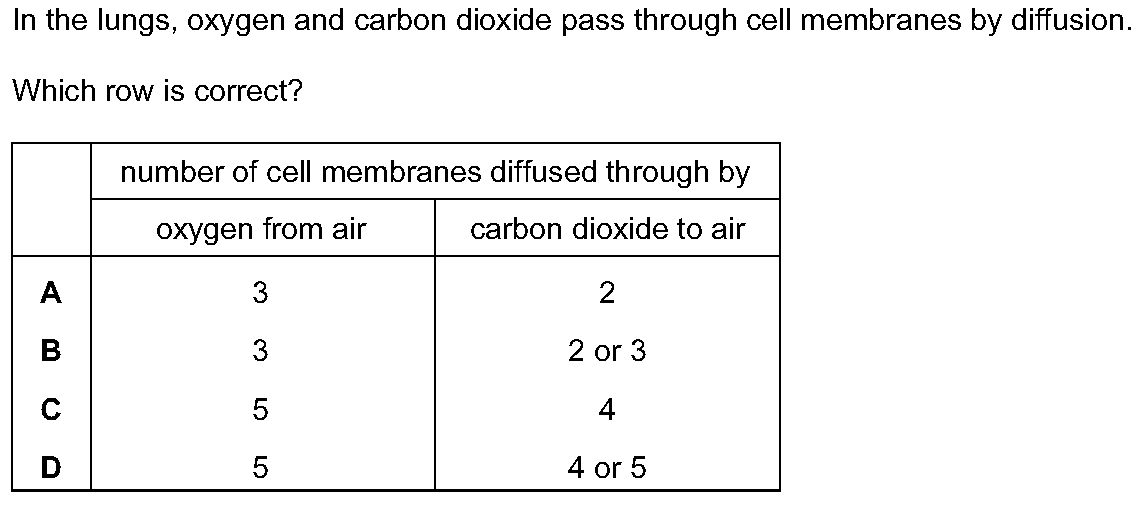 In the lungs, oxygen and carbon dioxide pass through cell membranes by diffusion.
Which row is correct?
number of cell membranes diffused through by
oxygen from air carbon dioxide to air
A 3 2
B 3 2 or 3
C 5 4
D 5 4 or 5